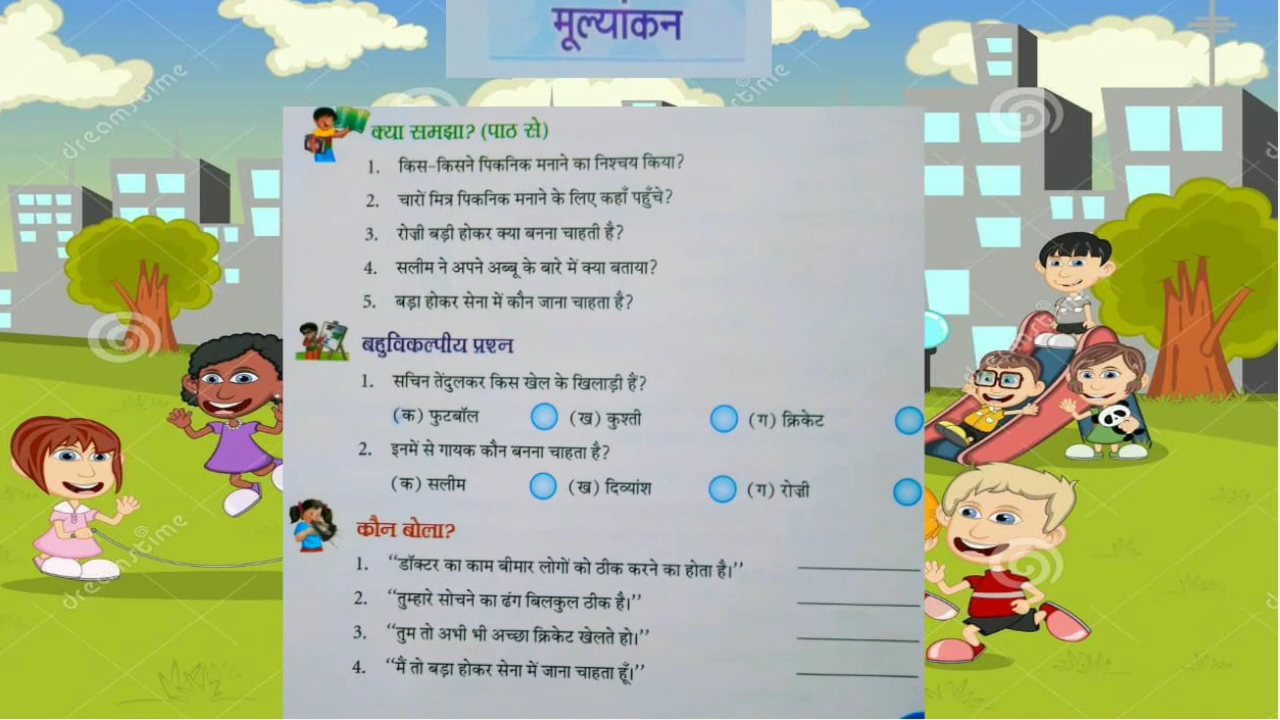 मूल्यांकन
क्या समझा? (पाठ से)
1. किस-किसने पिकनिक मनाने का निश्चय किया?
2. चारों मित्र पिकनिक मनाने के लिए कहाँ पहुँचे?
3. रोज़ी बड़ी होकर क्या बनना चाहती है?
4. सलीम ने अपने अब्बू के बारे में क्या बताया?
5. बड़ा होकर सेना में कौन जाना चाहता है?
बहुविकल्पीय प्रश्न
1. सचिन तेंदुलकर किस खेल के खिलाड़ी हैं?
(क) फुटबॉल (ख) कुश्ती (ग) क्रिकेट
2. इनमें से गायक कौन बनना चाहता है?
(क) सलीम (ख) दिव्यांश (ग) रोज़ी
कौन बोला?
1. “डॉक्टर का काम बीमार लोगों को ठीक करने का होता है।”
2. “तुम्हारे सोचने का ढंग बिलकुल ठीक है।”
3. “तुम तो अभी भी अच्छा क्रिकेट खेलते हो।”
4. “मैं तो बड़ा होकर सेना में जाना चाहता हूँ।”
dreamstime
dreamstime